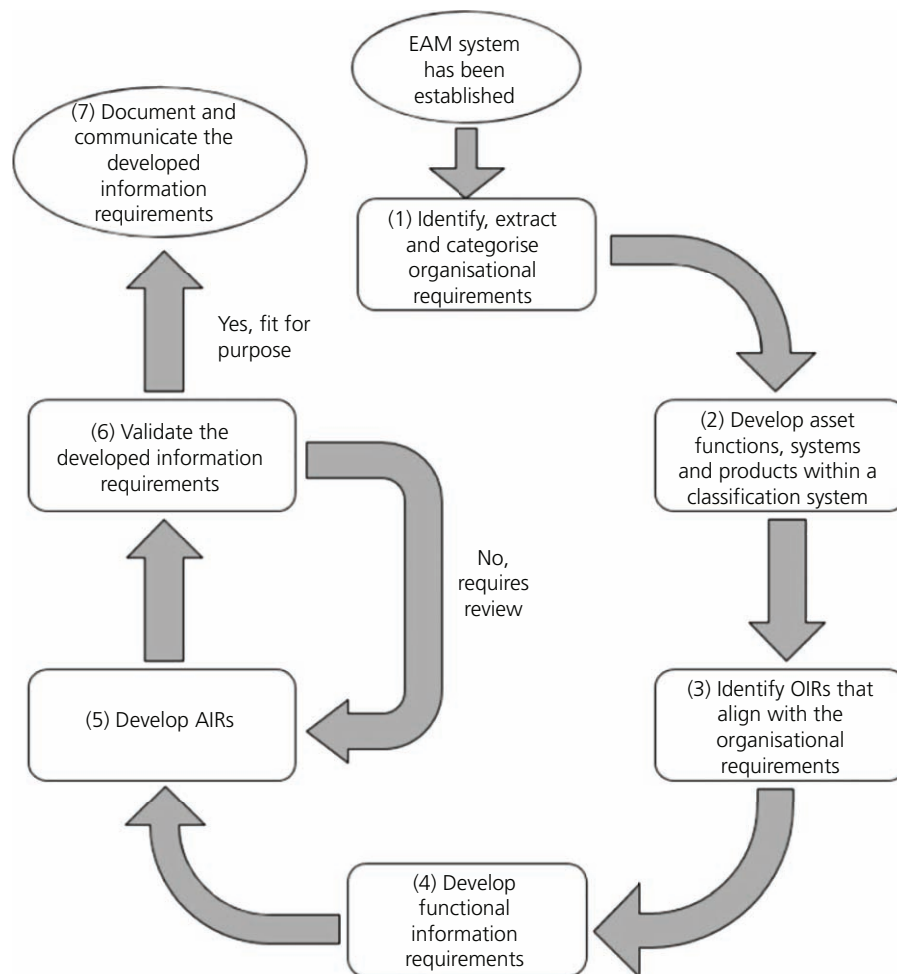 EAM system
has been
established
(1) Identify, extract
and categorise
organisational
requirements
(2) Develop asset
functions, systems
and products within a
classification system
(3) Identify OIRs that
align with the
organisational
requirements
(4) Develop
functional
information
requirements
(5) Develop AIRs
(6) Validate the
developed information
requirements
No,
requires
review
Yes, fit for
purpose
(7) Document and
communicate the
developed
information
requirements